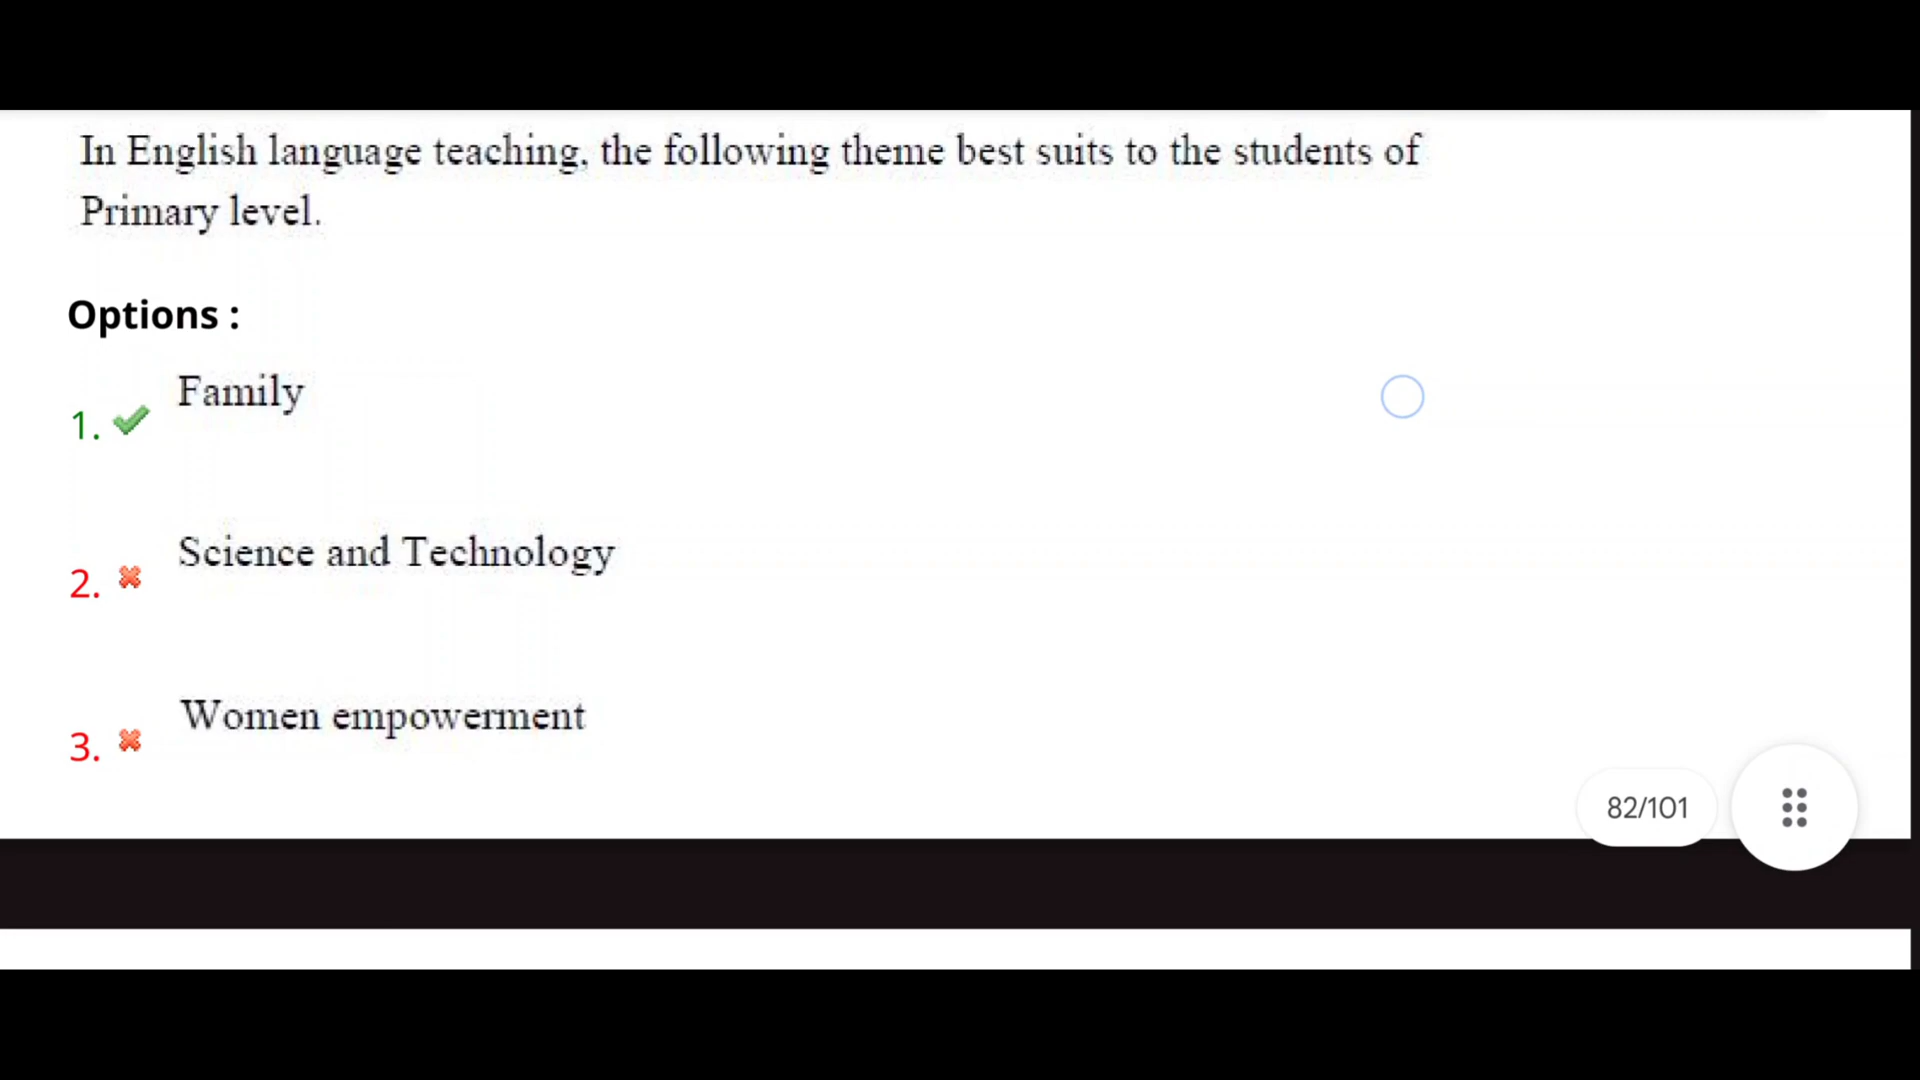 In English language teaching, the following theme best suits to the students of
Primary level.
Options :
Family
1.
Science and Technology
2.
Women empowerment
3.
82/101